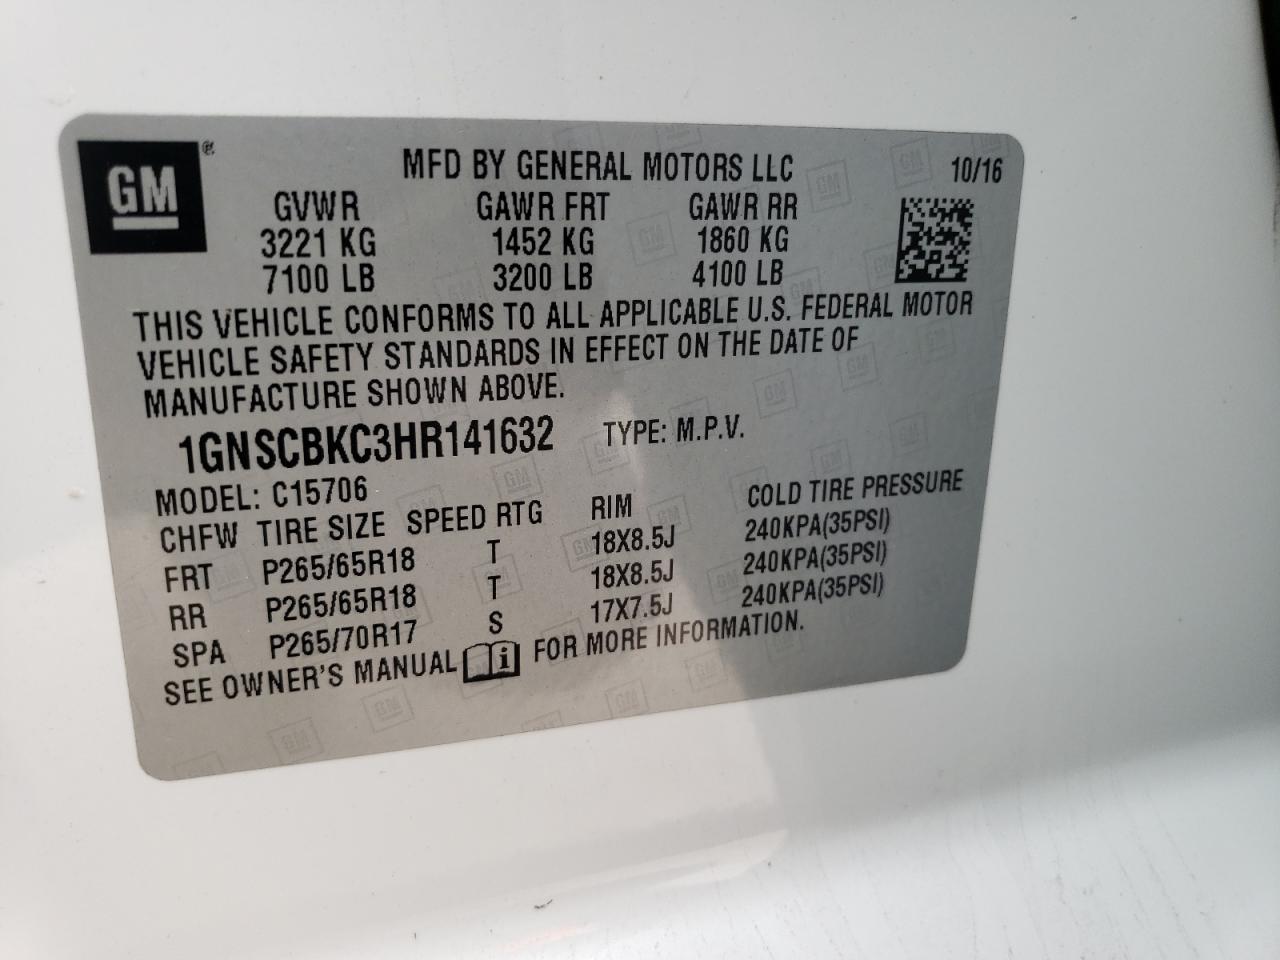 GM ®
MFD BY GENERAL MOTORS LLC 10/16
GVWR GAWR FRT GAWR RR
3221 KG 1452 KG 1860 KG
7100 LB 3200 LB 4100 LB
THIS VEHICLE CONFORMS TO ALL APPLICABLE U.S. FEDERAL MOTOR
VEHICLE SAFETY STANDARDS IN EFFECT ON THE DATE OF
MANUFACTURE SHOWN ABOVE.
1GNSCBKC3HR141632 TYPE: M.P.V.
MODEL: C15706
CHFW TIRE SIZE SPEED RTG RIM COLD TIRE PRESSURE
FRT P265/65R18 T 18X8.5J 240KPA(35PSI)
RR P265/65R18 T 18X8.5J 240KPA(35PSI)
SPA P265/70R17 S 17X7.5J 240KPA(35PSI)
SEE OWNER'S MANUAL i FOR MORE INFORMATION.